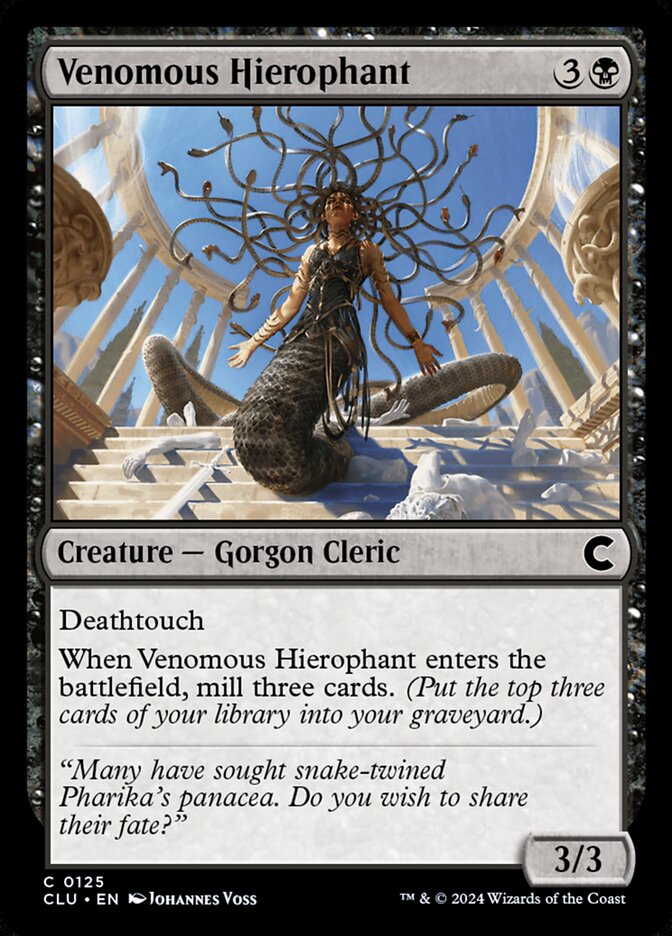 Venomous Hierophant 3
Creature — Gorgon Cleric C
Deathtouch
When Venomous Hierophant enters the
battlefield, mill three cards. (Put the top three
cards of your library into your graveyard.)
“Many have sought snake-twined
Pharika’s panacea. Do you wish to share
their fate?”
3/3
C 0125
CLU • EN Johannes Voss ™ & © 2024 Wizards of the Coast